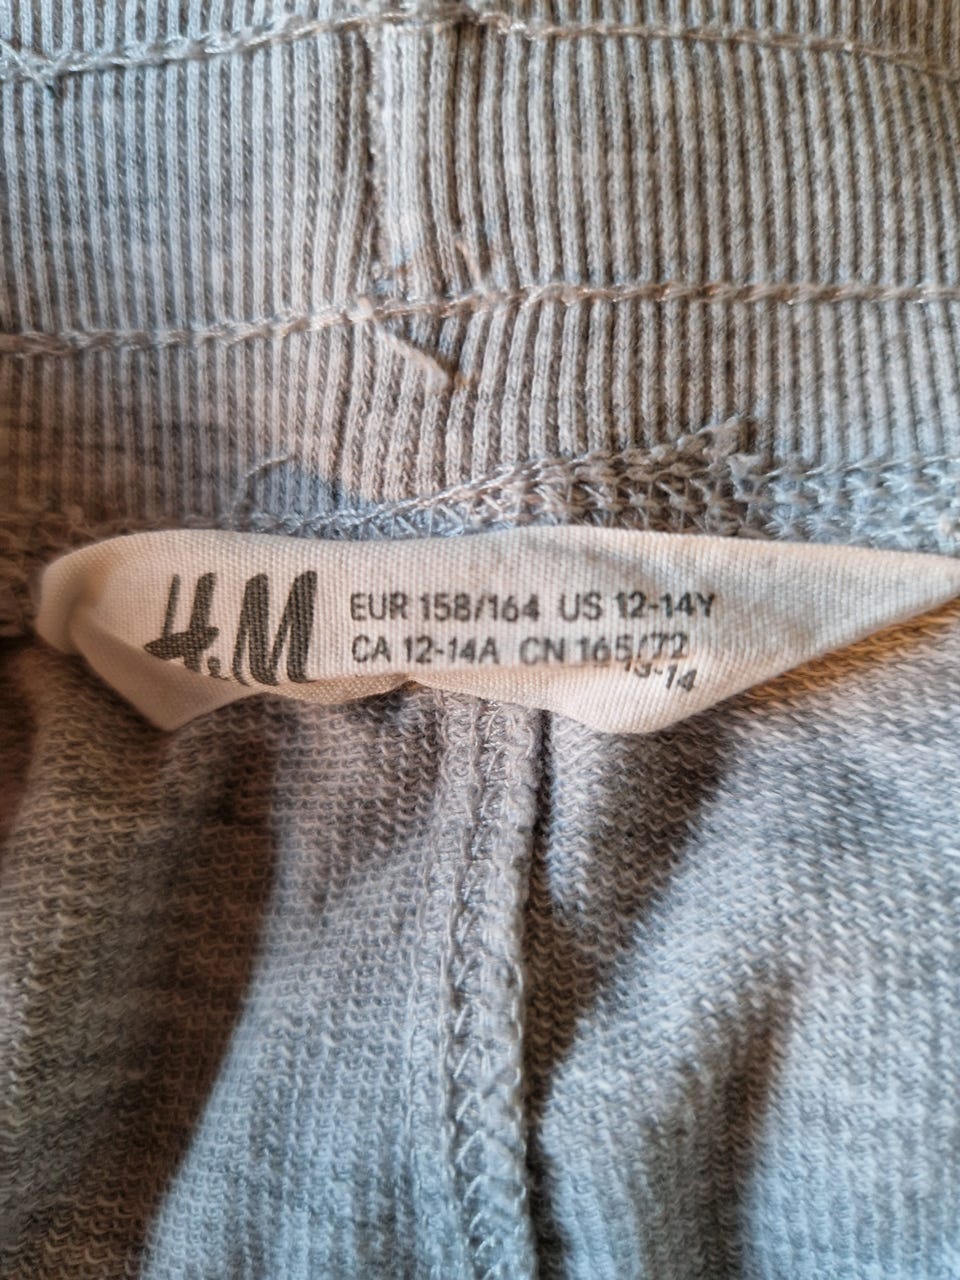 H&M
EUR 158/164 US 12-14Y
CA 12-14A CN 165/72
13-14